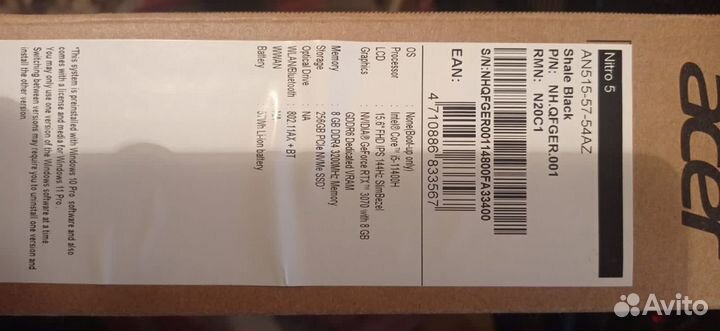 acer
Nitro 5
AN515-57-54AZ
Shale Black
P/N: NH.QFGER.001
RMN: N20C1
S/N:NHQFGER00114800FA33400
EAN:
4 710886 833567
OS : None(Boot-up only)
Processor : Intel® Core™ i5-11400H
LCD : 15.6" FHD IPS 144Hz SlimBezel
Graphics : NVIDIA® GeForce RTX™ 3070 with 8 GB
GDDR6 Dedicated VRAM
Memory : 8 GB DDR4 3200MHz Memory
Storage : 256GB PCIe NVMe SSD*
Optical Drive : NA
WLAN/Bluetooth : 802.11AX + BT
WWAN
Battery Wh Li-ion battery
*This system is preinstalled with Windows 10 Pro software and also
comes with a license and media for Windows 11 Pro.
You may only use one version of the Windows software at a time.
Switching between versions may require you to uninstall one version and
install the other version.
Avito